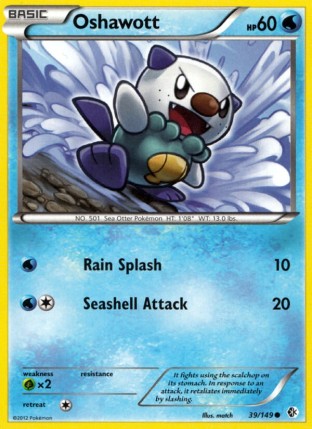 BASIC
Oshawott
HP60
NO. 501 Sea Otter Pokémon HT: 1'08" WT: 13.0 lbs.
Rain Splash 10
Seashell Attack 20
weakness
resistance
×2
It fights using the scalchop on
its stomach. In response to an
attack, it retaliates immediately
by slashing.
retreat
©2012 Pokémon
Illus. match
39/149